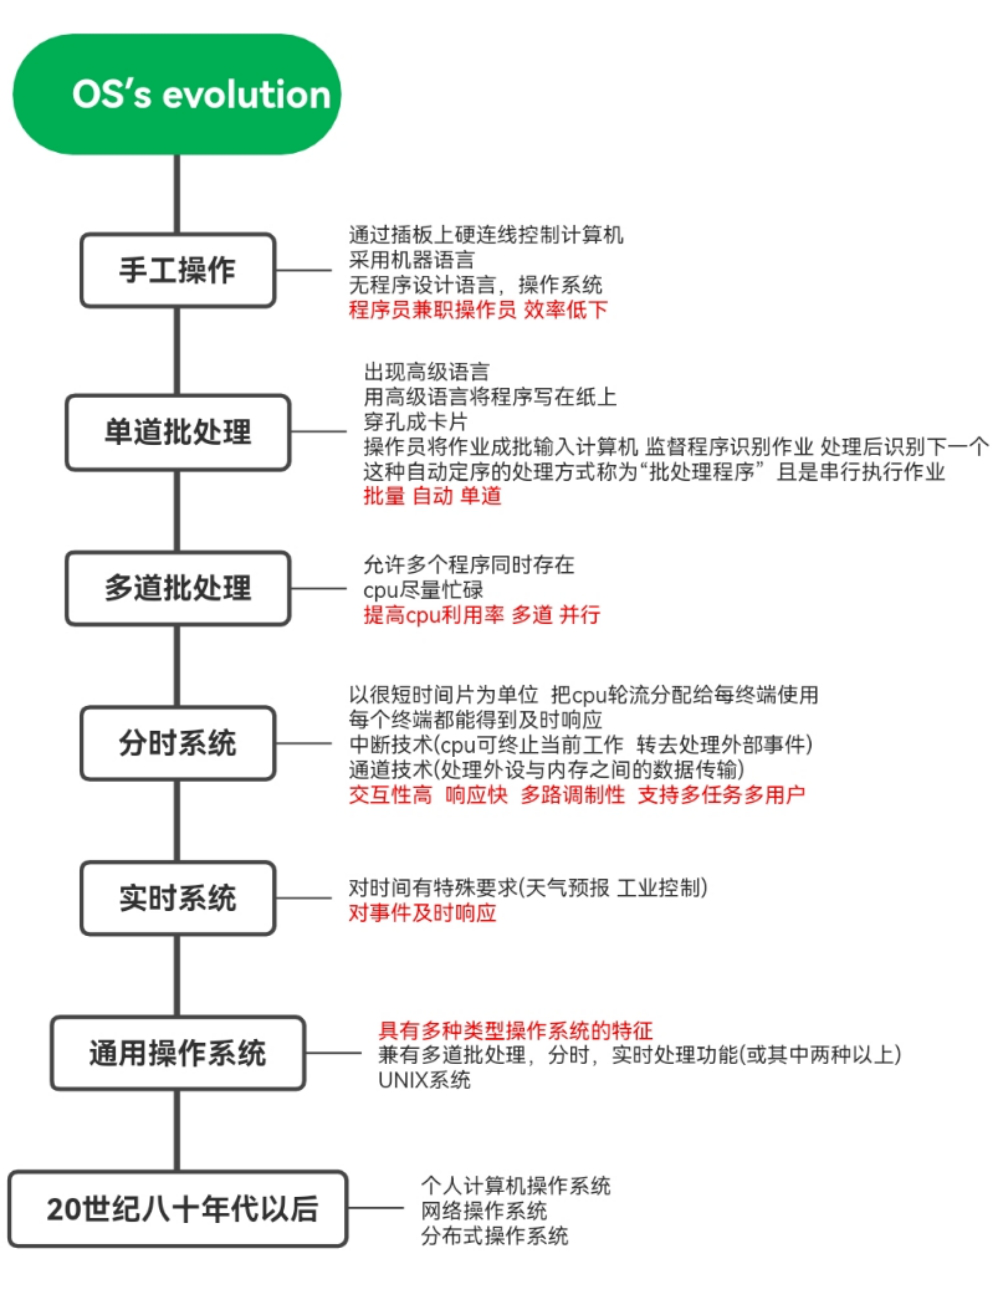 OS's evolution
手工操作
通过插板上硬连线控制计算机
采用机器语言
无程序设计语言，操作系统
程序员兼职操作员 效率低下
单道批处理
出现高级语言
用高级语言将程序写在纸上
穿孔成卡片
操作员将作业成批输入计算机 监督程序识别作业 处理后识别下一个
这种自动定序的处理方式称为“批处理程序” 且是串行执行作业
批量 自动 单道
多道批处理
允许多个程序同时存在
cpu尽量忙碌
提高cpu利用率 多道 并行
分时系统
以很短时间片为单位 把cpu轮流分配给每终端使用
每个终端都能得到及时响应
中断技术(cpu可终止当前工作 转去处理外部事件)
通道技术(处理外设与内存之间的数据传输)
交互性高 响应快 多路调制性 支持多任务多用户
实时系统
对时间有特殊要求(天气预报 工业控制)
对事件及时响应
通用操作系统
具有多种类型操作系统的特征
兼有多道批处理，分时，实时处理功能(或其中两种以上)
UNIX系统
20世纪八十年代以后
个人计算机操作系统
网络操作系统
分布式操作系统